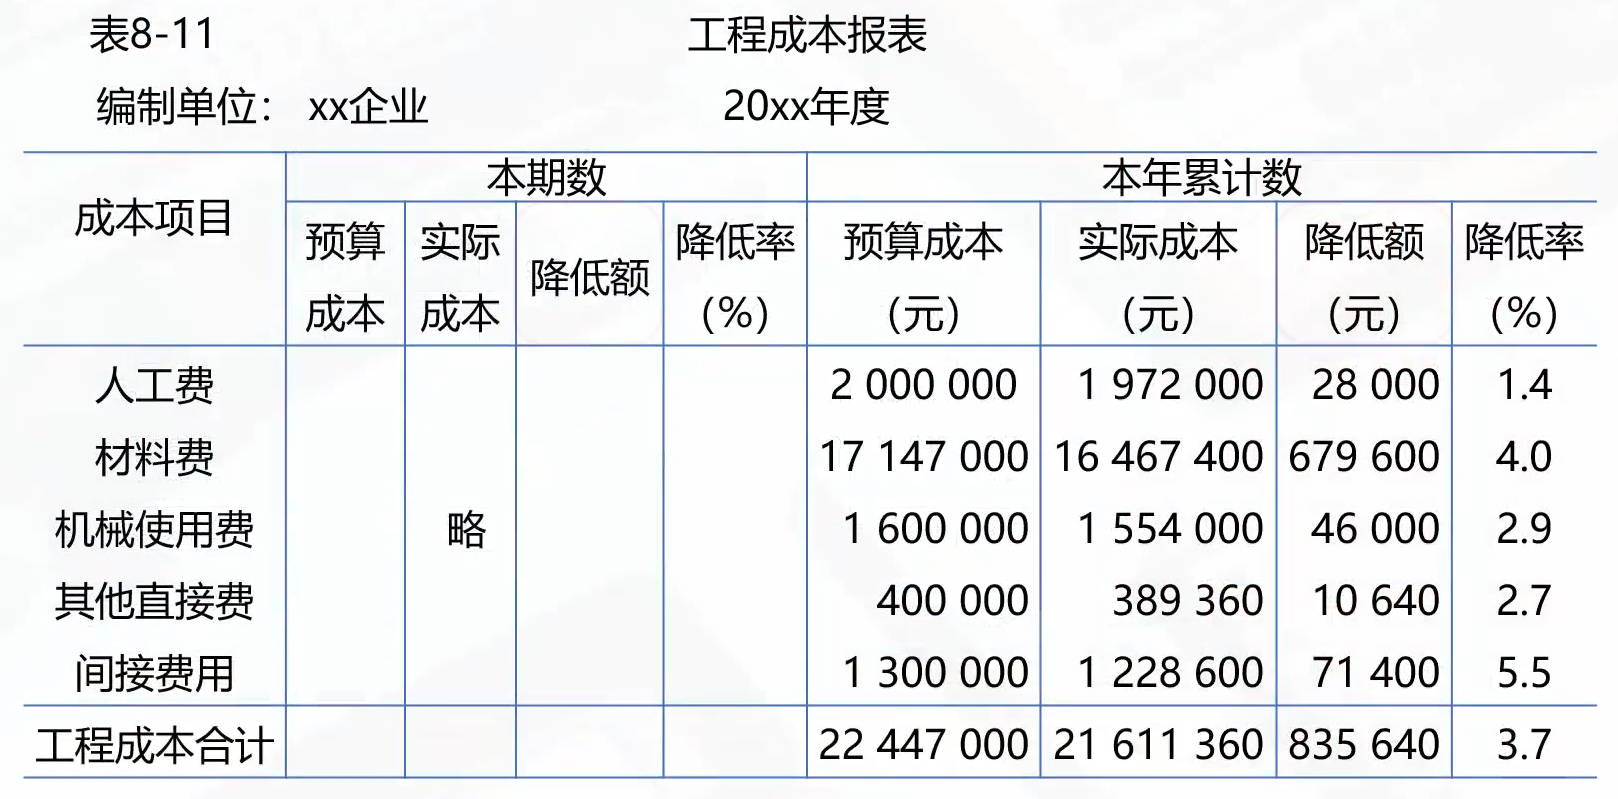 表8-11 工程成本报表
编制单位： xx企业 20xx年度
成本项目 本期数 本年累计数
预算成本 实际成本 降低额 降低率(%) 预算成本(元) 实际成本(元) 降低额(元) 降低率(%)
人工费 2 000 000 1 972 000 28 000 1.4
材料费 17 147 000 16 467 400 679 600 4.0
机械使用费 略 1 600 000 1 554 000 46 000 2.9
其他直接费 400 000 389 360 10 640 2.7
间接费用 1 300 000 1 228 600 71 400 5.5
工程成本合计 22 447 000 21 611 360 835 640 3.7